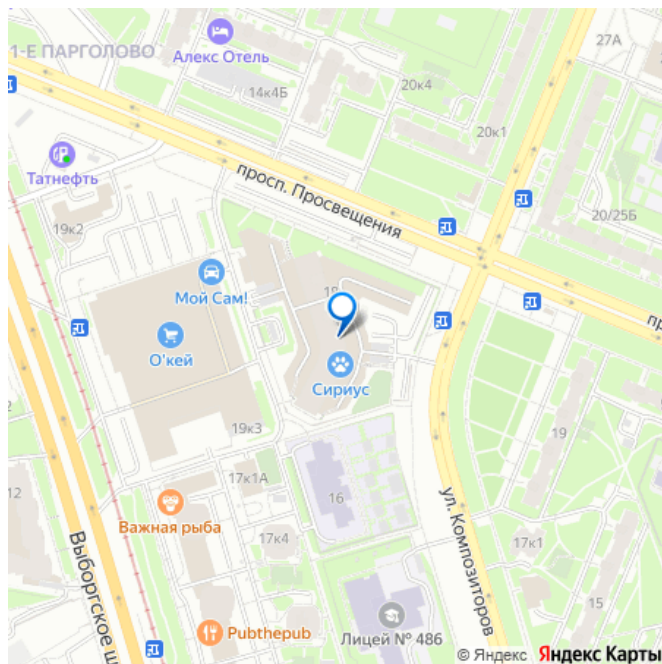 27А
1-Е ПАРГОЛОВО
Алекс Отель
14к4Б
20к4
20к1
Татнефть
просп. Просвещения
20/25Б
19к2
18
Мой Сам!
О'кей
Сириус
19к3
19
17к1А
16
12
Важная рыба
17к4
17к1
ул. Композиторов
Выборгское ш
15
Pubthepub
Лицей № 486
© Яндекс Яндекс Карты